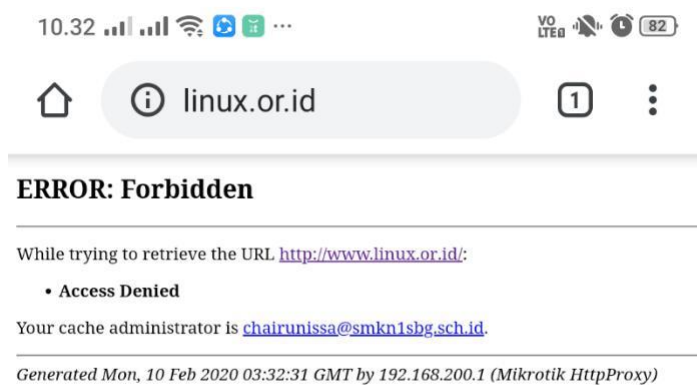 10.32
VO
LTE
82
linux.or.id
1
ERROR: Forbidden
While trying to retrieve the URL http://www.linux.or.id/:
• Access Denied
Your cache administrator is chairunissa@smkn1sbg.sch.id.
Generated Mon, 10 Feb 2020 03:32:31 GMT by 192.168.200.1 (Mikrotik HttpProxy)